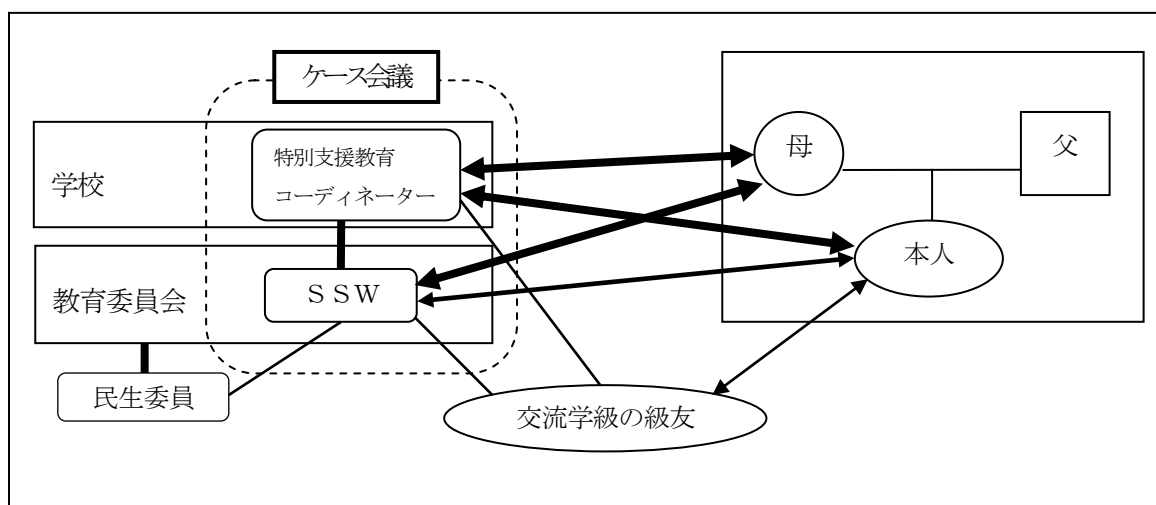 ケース会議
特別支援教育
コーディネーター
学校
母
父
本人
教育委員会
ＳＳＷ
民生委員
交流学級の級友